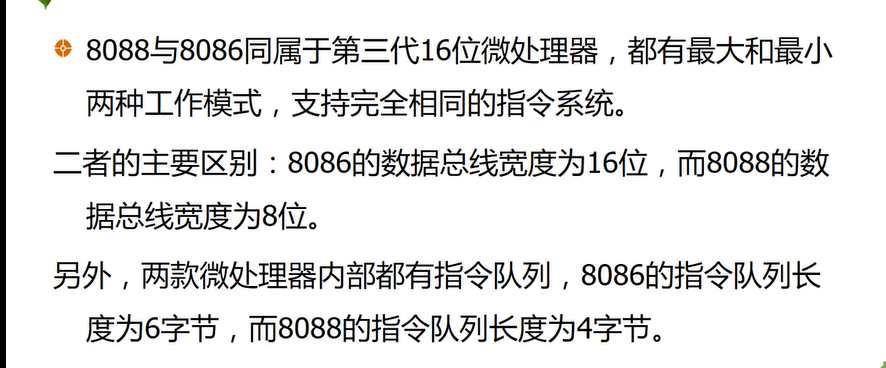 8088与8086同属于第三代16位微处理器，都有最大和最小
两种工作模式，支持完全相同的指令系统。
二者的主要区别：8086的数据总线宽度为16位，而8088的数
据总线宽度为8位。
另外，两款微处理器内部都有指令队列，8086的指令队列长
度为6字节，而8088的指令队列长度为4字节。